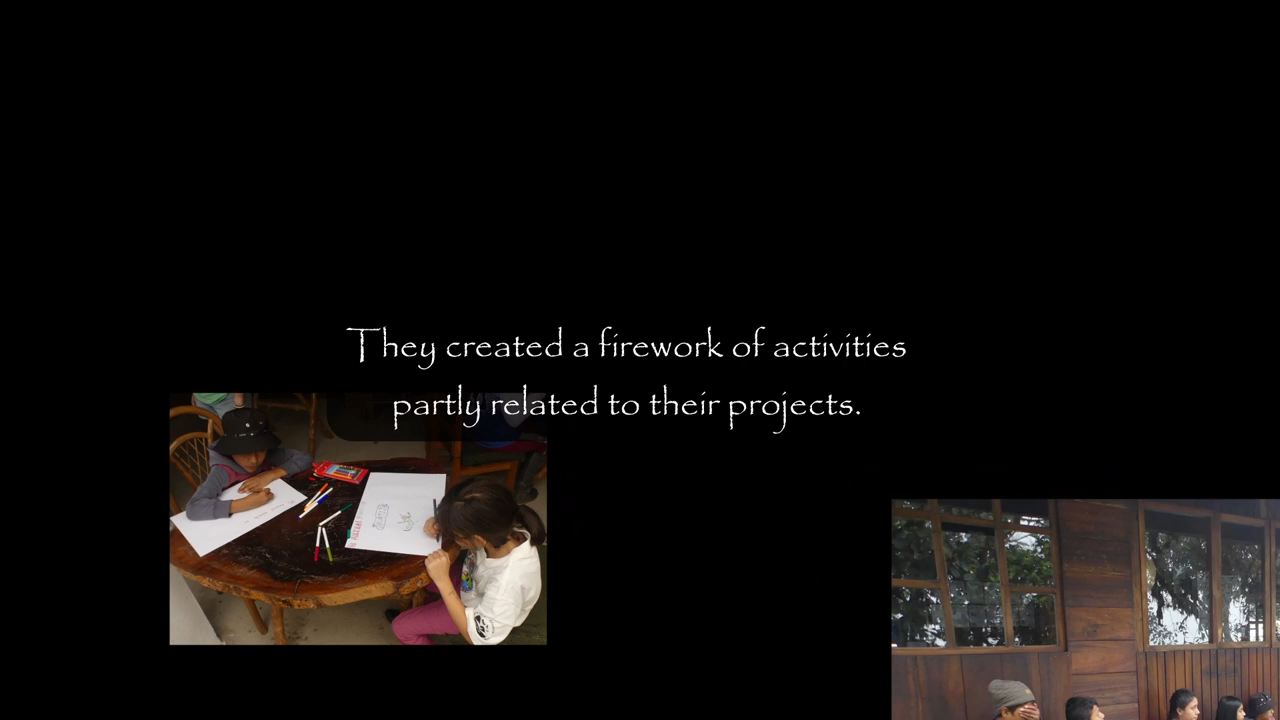 They created a firework of activities
partly related to their projects.